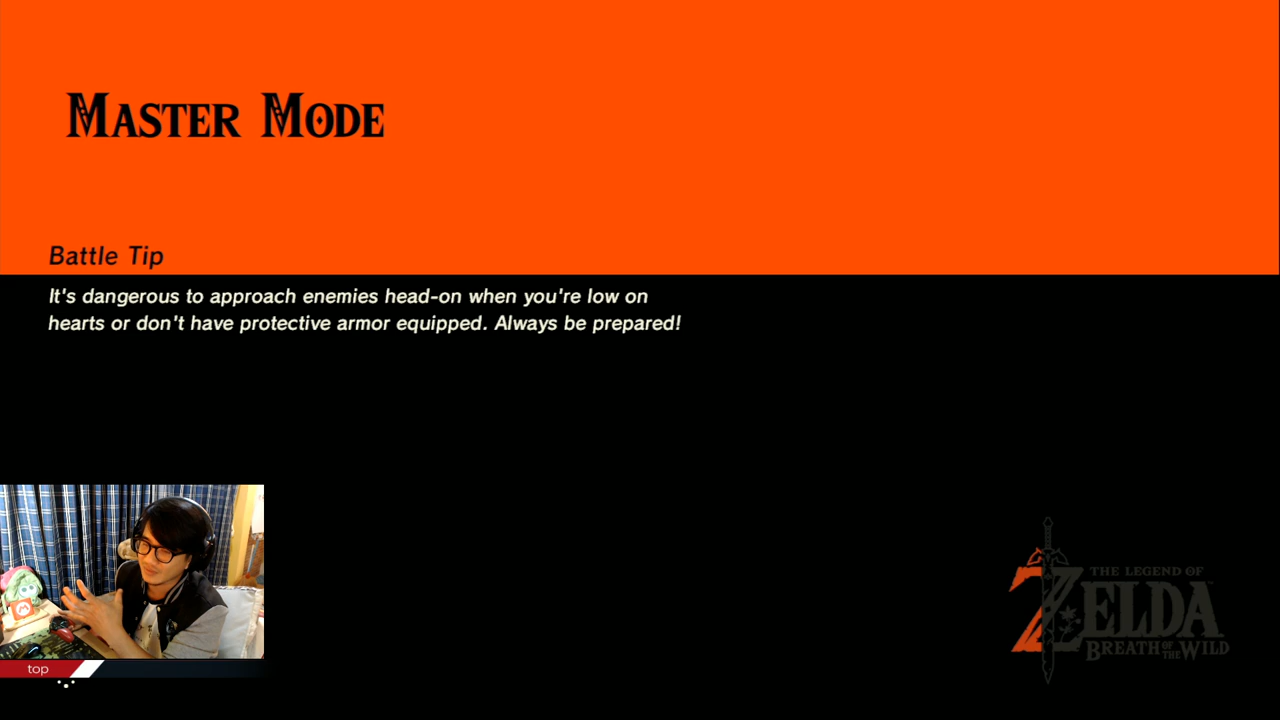 Master Mode
Battle Tip
It's dangerous to approach enemies head-on when you're low on
hearts or don't have protective armor equipped. Always be prepared!
THE LEGEND OF
ZELDA
BREATH OF THE WILD
M
top